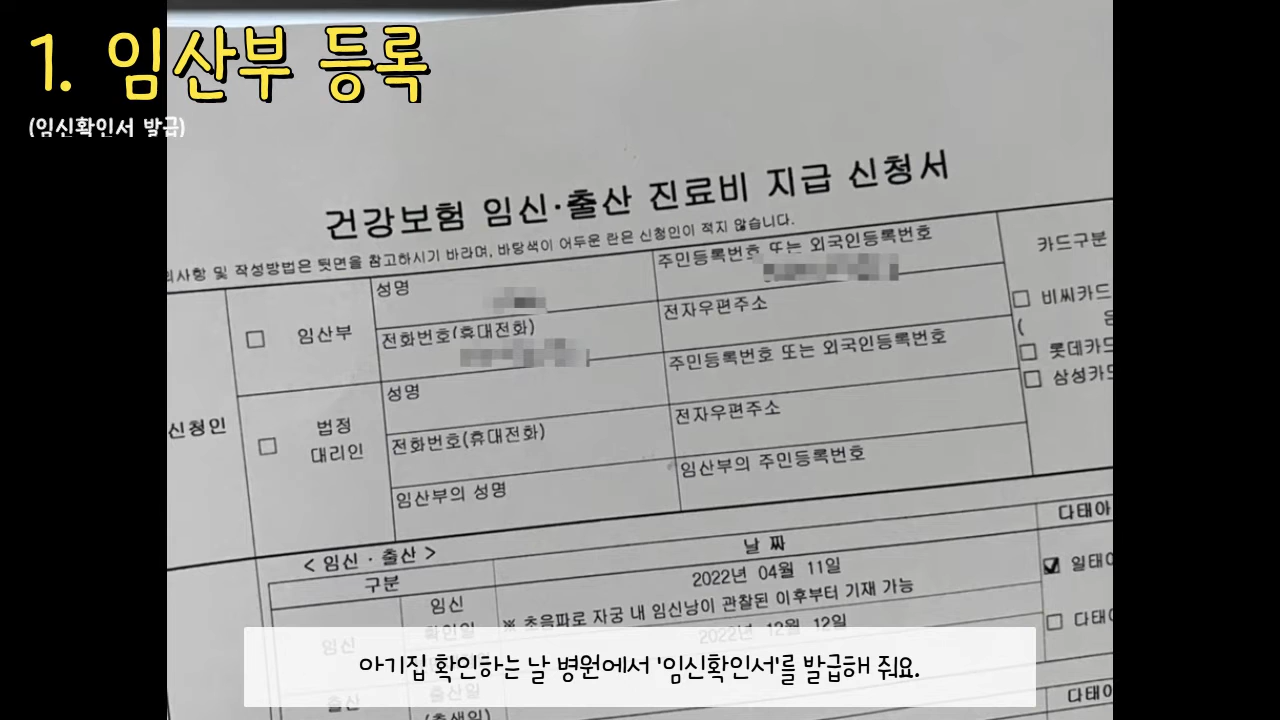 1. 임산부 등록
(임신확인서 발급)
건강보험 임신·출산 진료비 지급 신청서
의사항 및 작성방법은 뒷면을 참고하시기 바라며, 바탕색이 어두운 란은 신청인이 적지 않습니다.
신청인
임산부
성명
주민등록번호 또는 외국인등록번호
카드구분
전화번호(휴대전화)
전자우편주소
비씨카드
(
롯데카드
삼성카드
법정
대리인
성명
주민등록번호 또는 외국인등록번호
전화번호(휴대전화)
전자우편주소
임산부의 성명
임산부의 주민등록번호
< 임신 · 출산 >
구분
날 짜
다태아
임신
임신
확인일
2022년 04월 11일
※ 초음파로 자궁 내 임신낭이 관찰된 이후부터 기재 가능
일태아
2022년 12월 12일
다태
출산
출산일
(출생일)
다태아
아기집 확인하는 날 병원에서 '임신확인서'를 발급해 줘요.